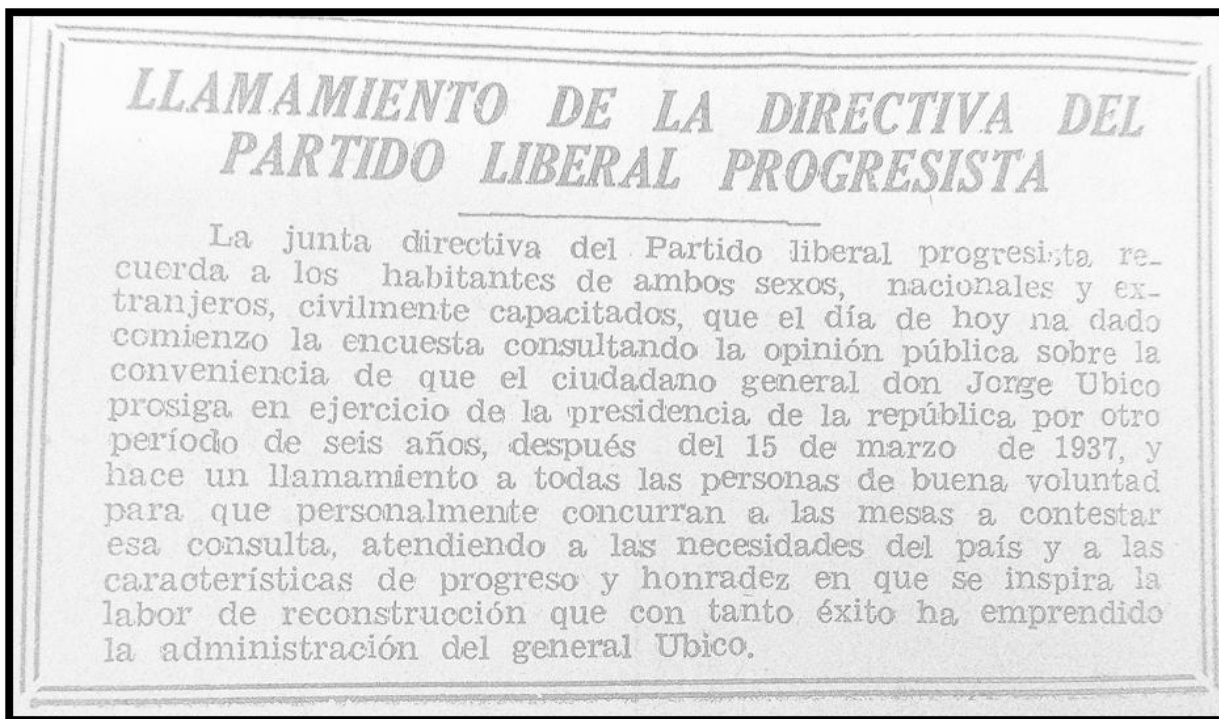 LLAMAMIENTO DE LA DIRECTIVA DEL
PARTIDO LIBERAL PROGRESISTA
La junta directiva del Partido liberal progresista re-
cuerda a los habitantes de ambos sexos, nacionales y ex-
tranjeros, civilmente capacitados, que el día de hoy na dado
comienzo la encuesta consultando la opinión pública sobre la
conveniencia de que el ciudadano general don Jorge Ubico
prosiga en ejercicio de la presidencia de la república por otro
período de seis años, después del 15 de marzo de 1937, y
hace un llamamiento a todas las personas de buena voluntad
para que personalmente concurran a las mesas a contestar
esa consulta, atendiendo a las necesidades del país y a las
características de progreso y honradez en que se inspira la
labor de reconstrucción que con tanto éxito ha emprendido
la administración del general Ubico.